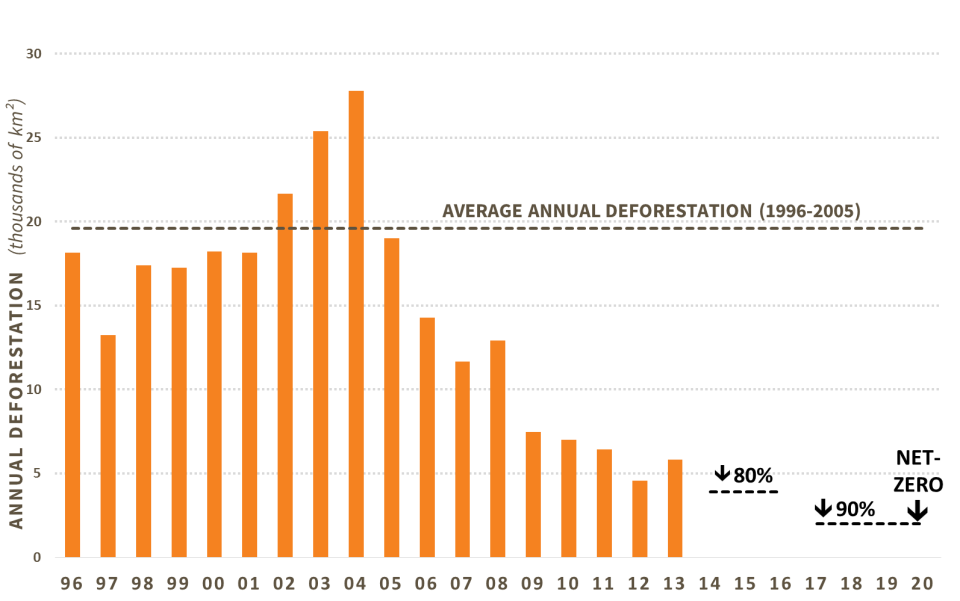 ANNUAL DEFORESTATION (thousands of km²)
30
25
20
15
10
5
0
AVERAGE ANNUAL DEFORESTATION (1996-2005)
80%
90%
NET-
ZERO
96 97 98 99 00 01 02 03 04 05 06 07 08 09 10 11 12 13 14 15 16 17 18 19 20